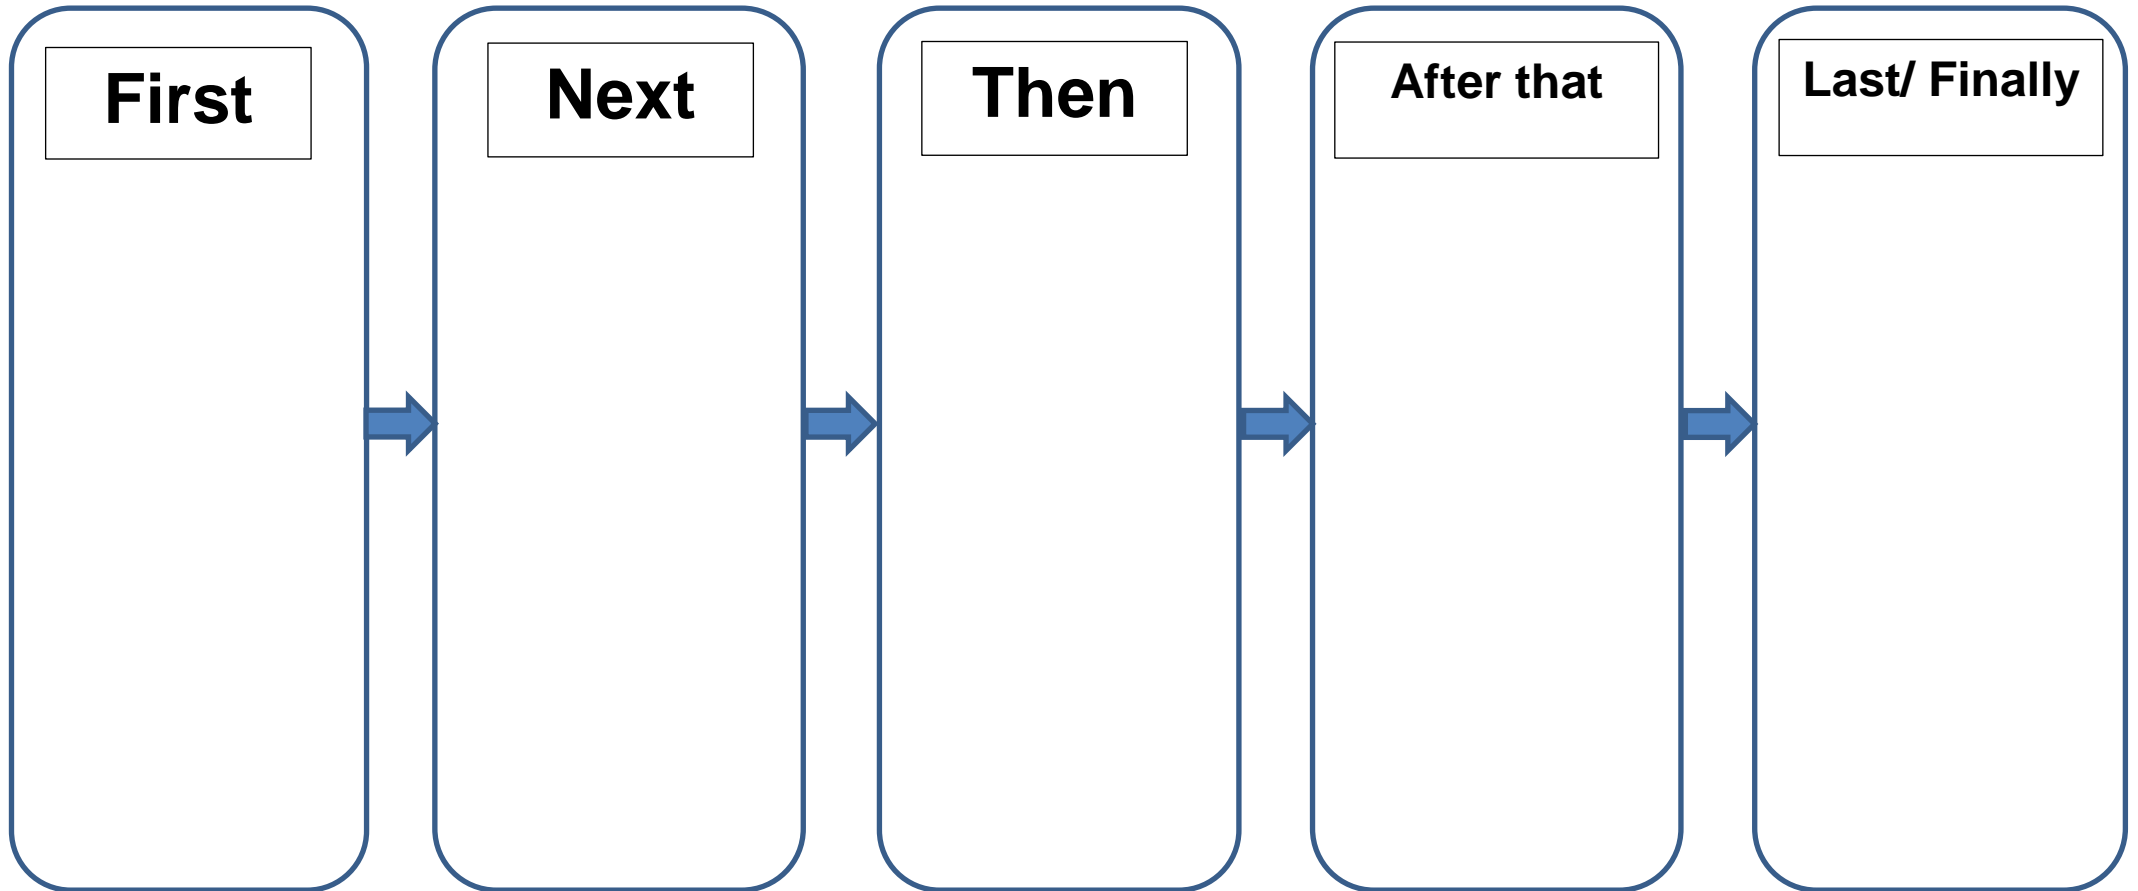 First
Next
Then
After that
Last/ Finally